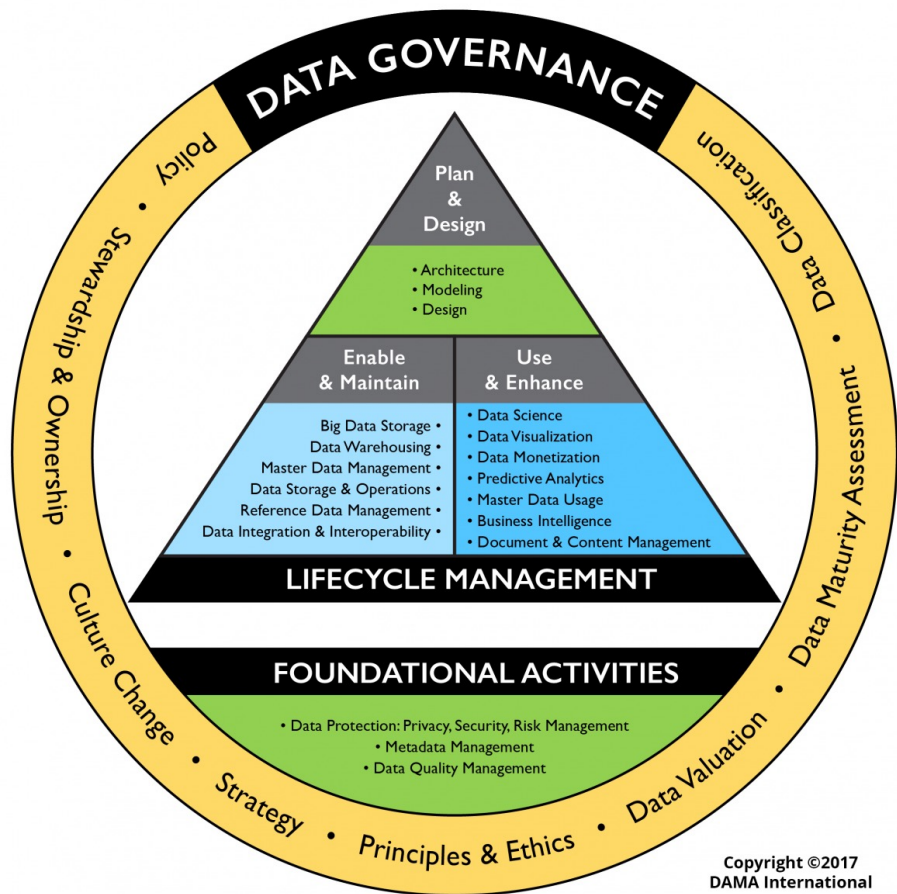 DATA GOVERNANCE
Policy • Stewardship & Ownership • Culture Change • Strategy • Principles & Ethics • Data Valuation • Data Maturity Assessment • Data Classification
Plan
&
Design
• Architecture
• Modeling
• Design
Enable
& Maintain
Big Data Storage •
Data Warehousing •
Master Data Management •
Data Storage & Operations •
Reference Data Management •
Data Integration & Interoperability •
Use
& Enhance
• Data Science
• Data Visualization
• Data Monetization
• Predictive Analytics
• Master Data Usage
• Business Intelligence
• Document & Content Management
LIFECYCLE MANAGEMENT
FOUNDATIONAL ACTIVITIES
• Data Protection: Privacy, Security, Risk Management
• Metadata Management
• Data Quality Management
Copyright ©2017
DAMA International